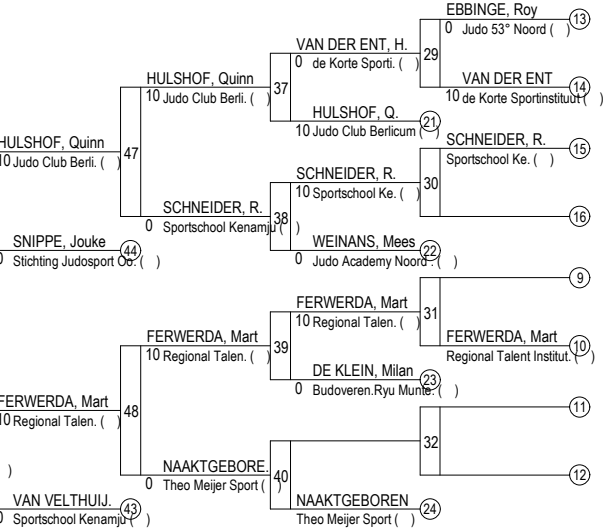 EBBINGE, Roy
0 Judo 53° Noord ( )
13
VAN DER ENT, H.
0 de Korte Sporti. ( )
29
HULSHOF, Quinn
10 Judo Club Berli. ( )
37
VAN DER ENT
10 de Korte Sportinstituut ( )
14
HULSHOF, Q.
10 Judo Club Berlicum ( )
21
HULSHOF, Quinn
10 Judo Club Berli. ( )
47
SCHNEIDER, R.
Sportschool Ke. ( )
15
SCHNEIDER, R.
10 Sportschool Ke. ( )
30
SCHNEIDER, R.
0 Sportschool Kenamju ( )
38
16
WEINANS, Mees
0 Judo Academy Noord . ( )
22
SNIPPE, Jouke
0 Stichting Judosport Oo. ( )
44
9
FERWERDA, Mart
10 Regional Talen. ( )
31
FERWERDA, Mart
10 Regional Talen. ( )
39
FERWERDA, Mart
Regional Talent Institut. ( )
10
DE KLEIN, Milan
0 Budoveren.Ryu Munte. ( )
23
FERWERDA, Mart
10 Regional Talen. ( )
48
11
32
NAAKTGEBORE.
0 Theo Meijer Sport ( )
40
12
)
NAAKTGEBOREN
Theo Meijer Sport ( )
24
VAN VELTHUIJ.
0 Sportschool Kenamju ( )
43